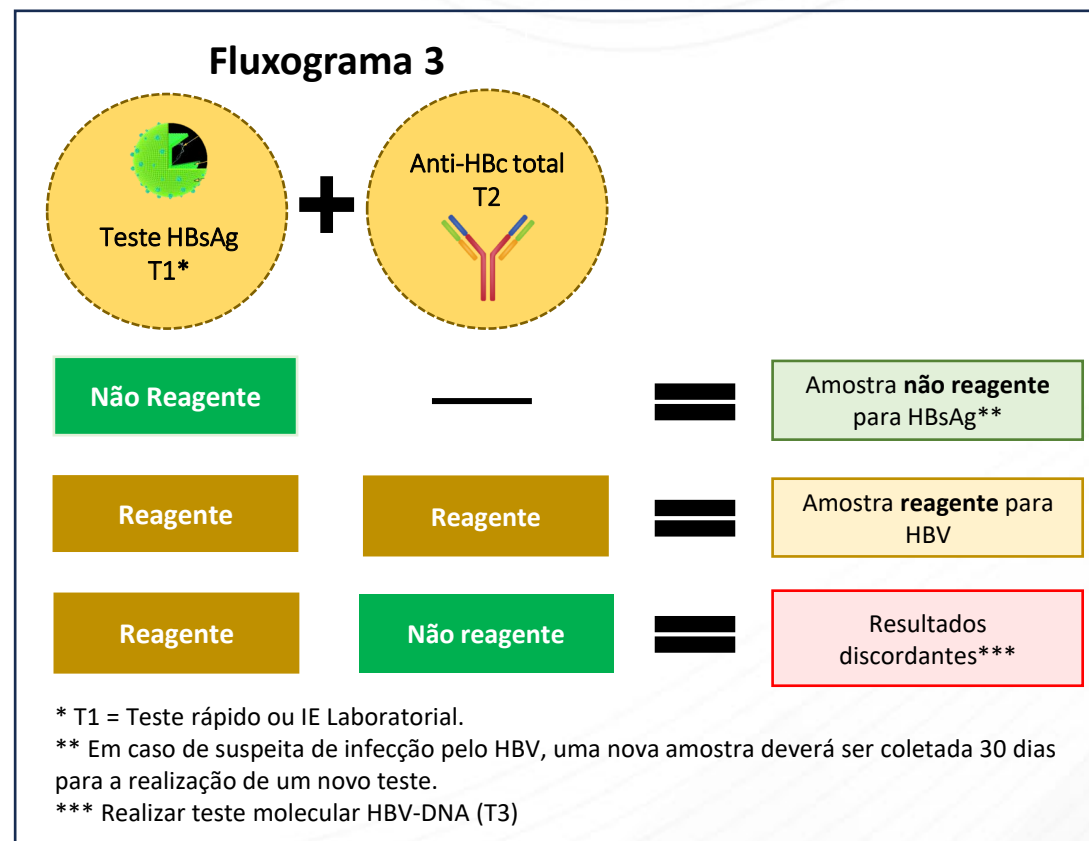 Fluxograma 3
Teste HBsAg
T1*
+
Anti-HBc total
T2
Não Reagente
—
=
Amostra não reagente
para HBsAg**
Reagente
Reagente
=
Amostra reagente para
HBV
Reagente
Não reagente
=
Resultados
discordantes***
* T1 = Teste rápido ou IE Laboratorial.
** Em caso de suspeita de infecção pelo HBV, uma nova amostra deverá ser coletada 30 dias
para a realização de um novo teste.
*** Realizar teste molecular HBV-DNA (T3)